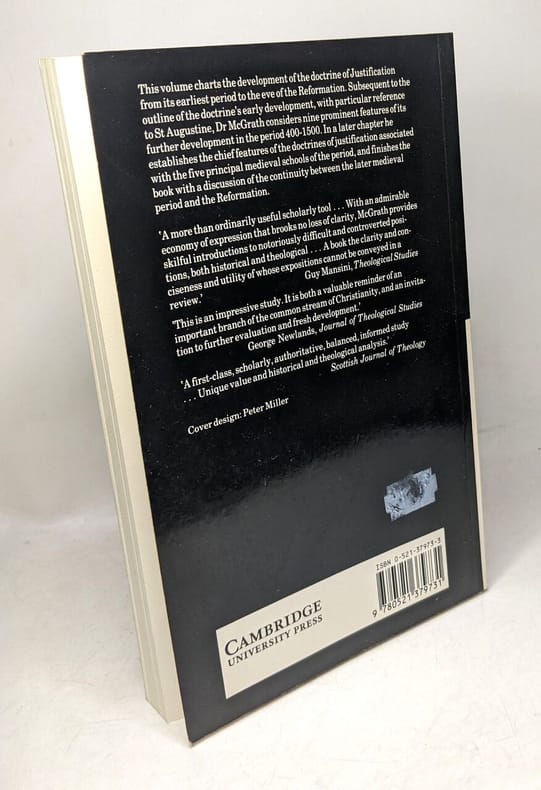 This volume charts the development of the doctrine of Justification
from its earliest period to the eve of the Reformation. Subsequent to the
outline of the doctrine's early development, with particular reference
to St Augustine, Dr McGrath considers nine prominent features of its
further development in the period 400-1500. In a later chapter he
establishes the chief features of the doctrines of justification associated
with the five principal medieval schools of the period, and finishes the
book with a discussion of the continuity between the later medieval
period and the Reformation.
'A more than ordinarily useful scholarly tool . . . With an admirable
economy of expression that brooks no loss of clarity, McGrath provides
skilful introductions to notoriously difficult and controverted posi-
tions, both historical and theological . . . A book the clarity and con-
ciseness and utility of whose expositions cannot be conveyed in a
review.'
Guy Mansini, Theological Studies
'This is an impressive study. It is both a valuable reminder of an
important branch of the common stream of Christianity, and an invita-
tion to further evaluation and fresh development.'
George Newlands, Journal of Theological Studies
'A first-class, scholarly, authoritative, balanced, informed study
. . . Unique value and historical and theological analysis.'
Scottish Journal of Theology
Cover design: Peter Miller
ISBN 0-521-37973-3
9 780521 379731
CAMBRIDGE
UNIVERSITY PRESS